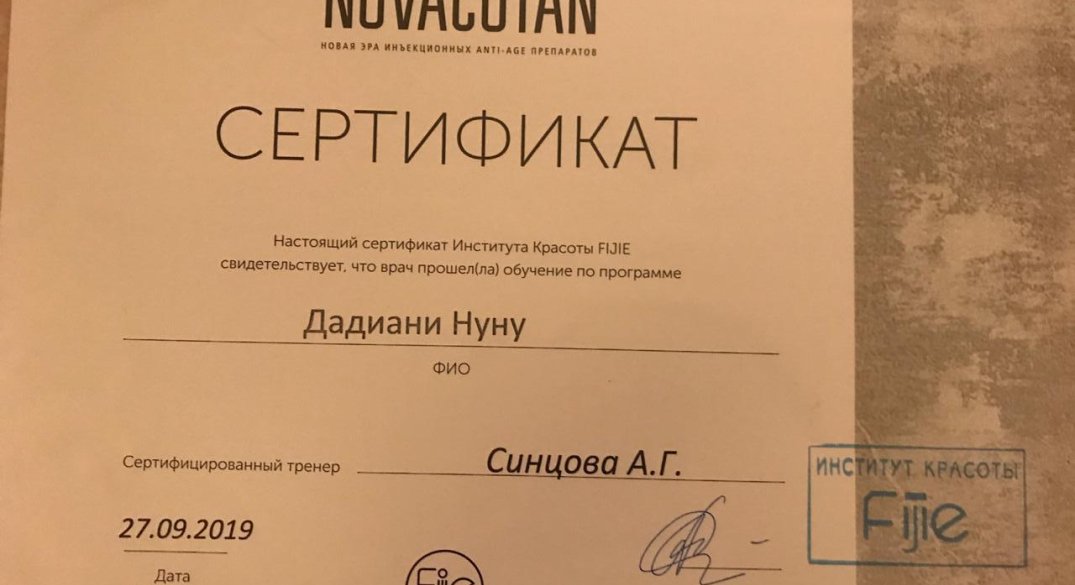 NOVACUTAN
НОВАЯ ЭРА ИНЪЕКЦИОННЫХ ANTI-AGE ПРЕПАРАТОВ
СЕРТИФИКАТ
Настоящий сертификат Института Красоты FIJIE
свидетельствует, что врач прошел(ла) обучение по программе
Дадиани Нуну
ФИО
Сертифицированный тренер Синцова А.Г.
ИНСТИТУТ КРАСОТЫ
Fijie
27.09.2019
Дата
Fijie